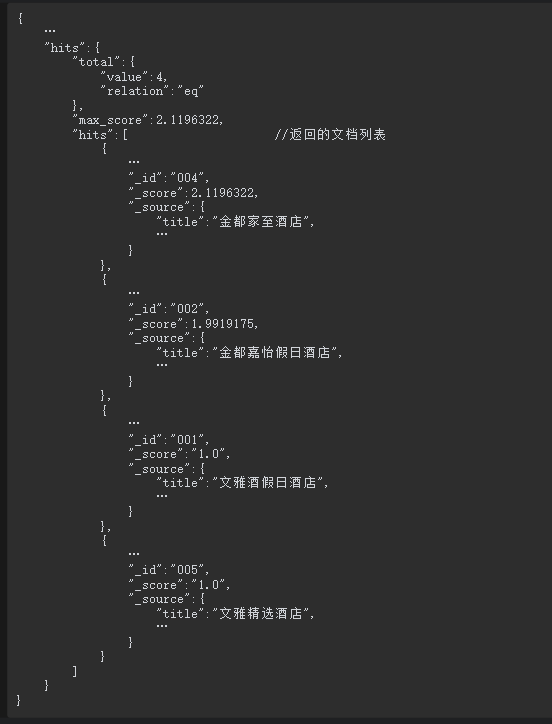 {
    …
    "hits":{
        "total":{
            "value":4,
            "relation":"eq"
        },
        "max_score":2.1196322,
        "hits":[                    //返回的文档列表
            {
                …
                "_id":"004",
                "_score":2.1196322,
                "_source":{
                    "title":"金都家至酒店",
                    …
                }
            },
            {
                …
                "_id":"002",
                "_score":1.9919175,
                "_source":{
                    "title":"金都嘉怡假日酒店",
                    …
                }
            },
            {
                …
                "_id":"001",
                "_score":"1.0",
                "_source":{
                    "title":"文雅酒假日酒店",
                    …
                }
            },
            {
                …
                "_id":"005",
                "_score":"1.0",
                "_source":{
                    "title":"文雅精选酒店",
                    …
                }
            }
        ]
    }
}